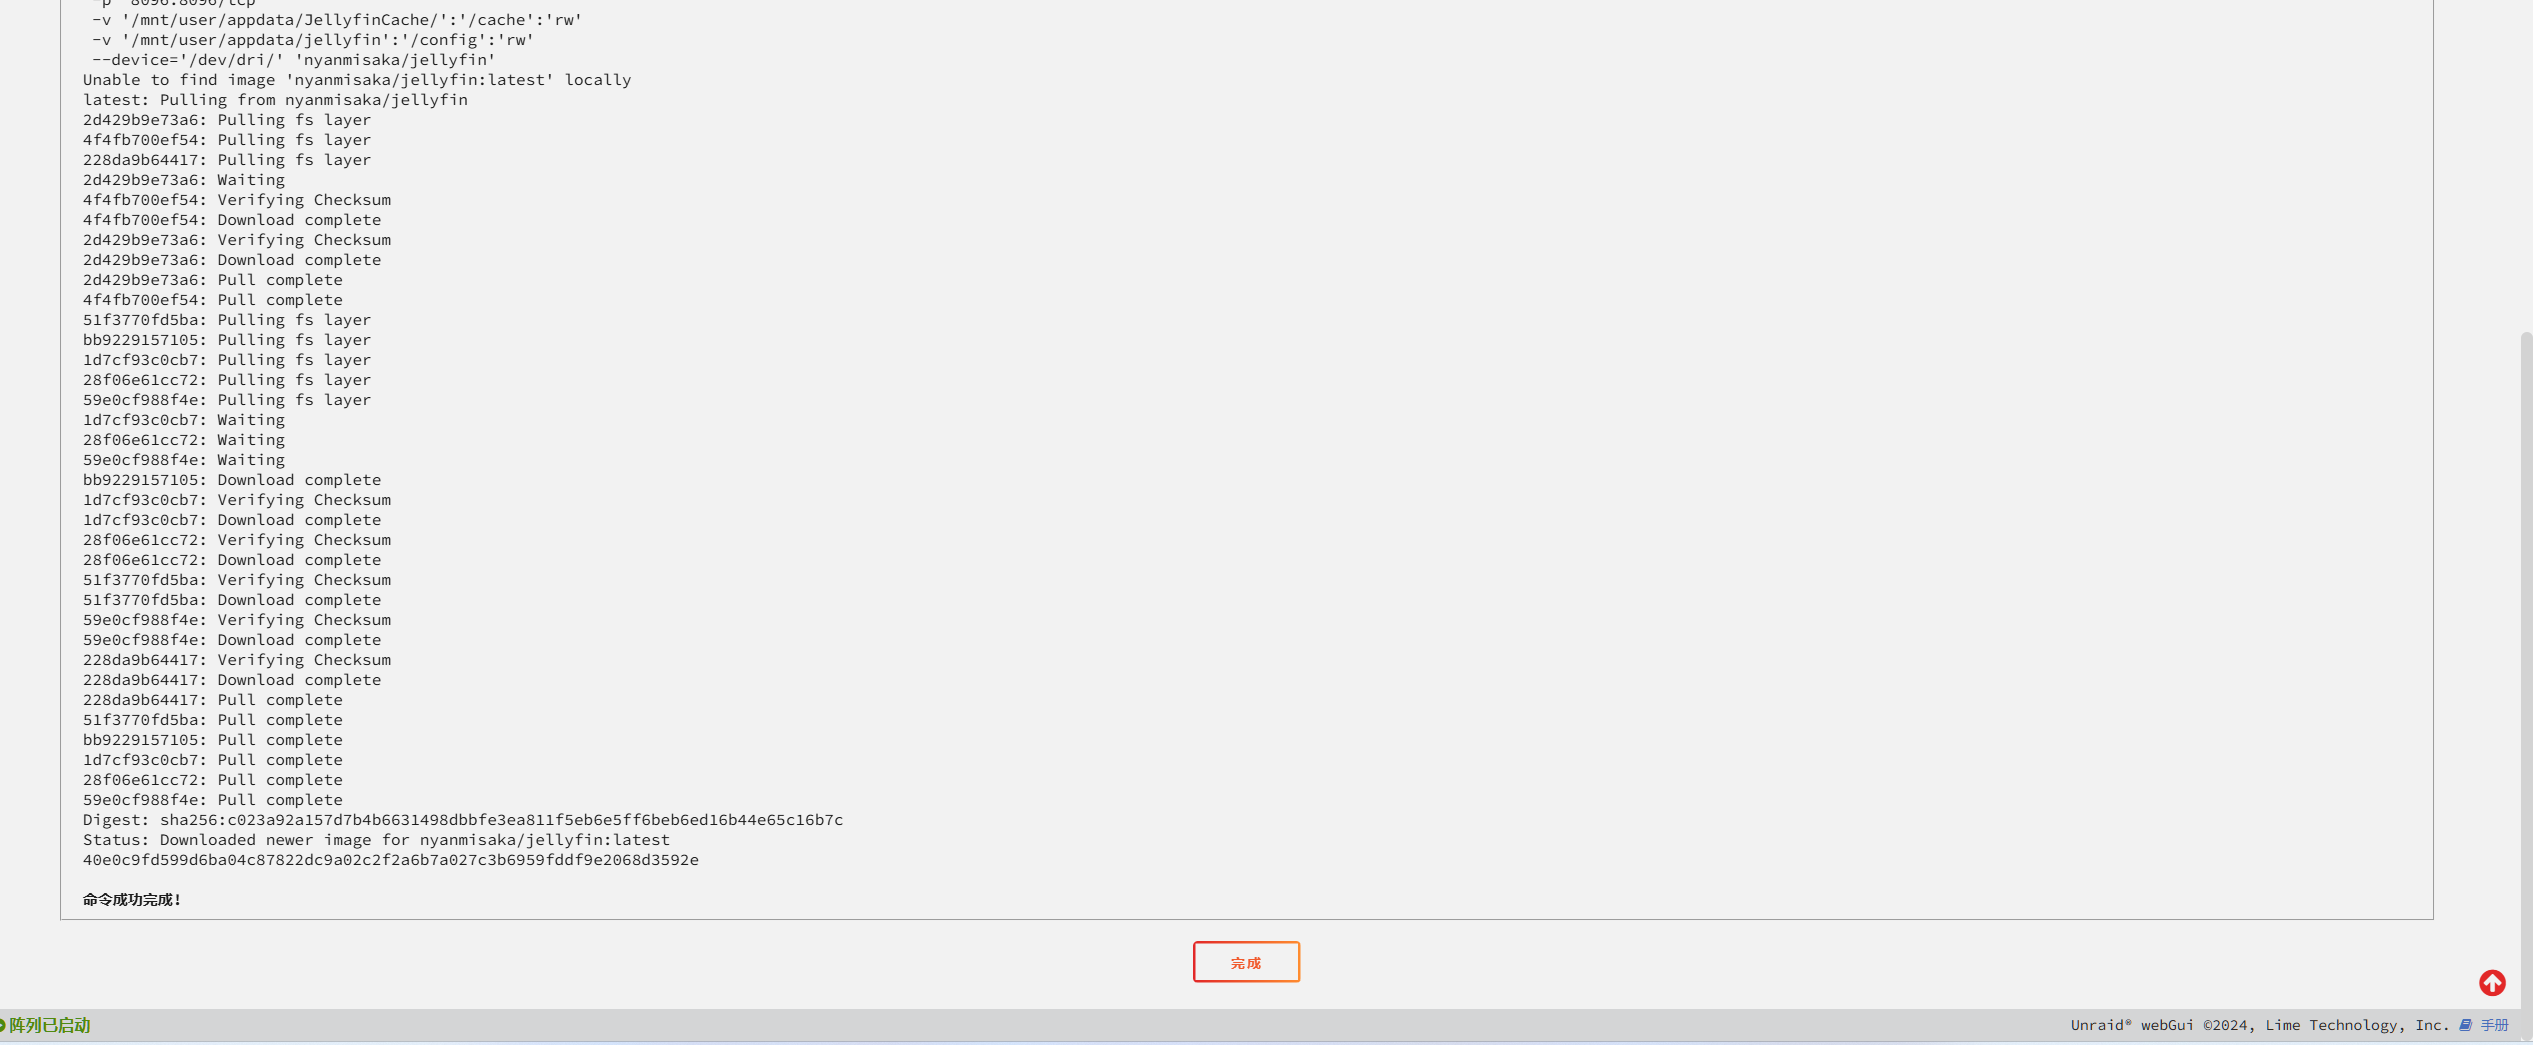 -p '8096:8096/tcp'
-v '/mnt/user/appdata/JellyfinCache/':'/cache':'rw'
-v '/mnt/user/appdata/jellyfin':'/config':'rw'
--device='/dev/dri/' 'nyanmisaka/jellyfin'
Unable to find image 'nyanmisaka/jellyfin:latest' locally
latest: Pulling from nyanmisaka/jellyfin
2d429b9e73a6: Pulling fs layer
4f4fb700ef54: Pulling fs layer
228da9b64417: Pulling fs layer
2d429b9e73a6: Waiting
4f4fb700ef54: Verifying Checksum
4f4fb700ef54: Download complete
2d429b9e73a6: Verifying Checksum
2d429b9e73a6: Download complete
2d429b9e73a6: Pull complete
4f4fb700ef54: Pull complete
51f3770fd5ba: Pulling fs layer
bb9229157105: Pulling fs layer
1d7cf93c0cb7: Pulling fs layer
28f06e61cc72: Pulling fs layer
59e0cf988f4e: Pulling fs layer
1d7cf93c0cb7: Waiting
28f06e61cc72: Waiting
59e0cf988f4e: Waiting
bb9229157105: Download complete
1d7cf93c0cb7: Verifying Checksum
1d7cf93c0cb7: Download complete
28f06e61cc72: Verifying Checksum
28f06e61cc72: Download complete
51f3770fd5ba: Verifying Checksum
51f3770fd5ba: Download complete
59e0cf988f4e: Verifying Checksum
59e0cf988f4e: Download complete
228da9b64417: Verifying Checksum
228da9b64417: Download complete
228da9b64417: Pull complete
51f3770fd5ba: Pull complete
bb9229157105: Pull complete
1d7cf93c0cb7: Pull complete
28f06e61cc72: Pull complete
59e0cf988f4e: Pull complete
Digest: sha256:c023a92a157d7b4b6631498dbbfe3ea811f5eb6e5ff6beb6ed16b44e65c16b7c
Status: Downloaded newer image for nyanmisaka/jellyfin:latest
40e0c9fd599d6ba04c87822dc9a02c2f2a6b7a027c3b6959fddf9e2068d3592e
命令成功完成!
完成
阵列已启动
Unraid® webGui ©2024, Lime Technology, Inc. 手册